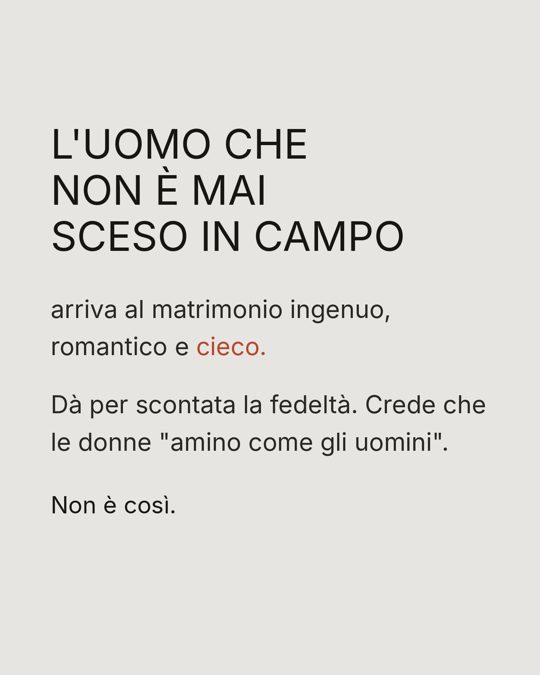 L'UOMO CHE
NON È MAI
SCESO IN CAMPO
arriva al matrimonio ingenuo,
romantico e cieco.
Dà per scontata la fedeltà. Crede che
le donne "amino come gli uomini".
Non è così.